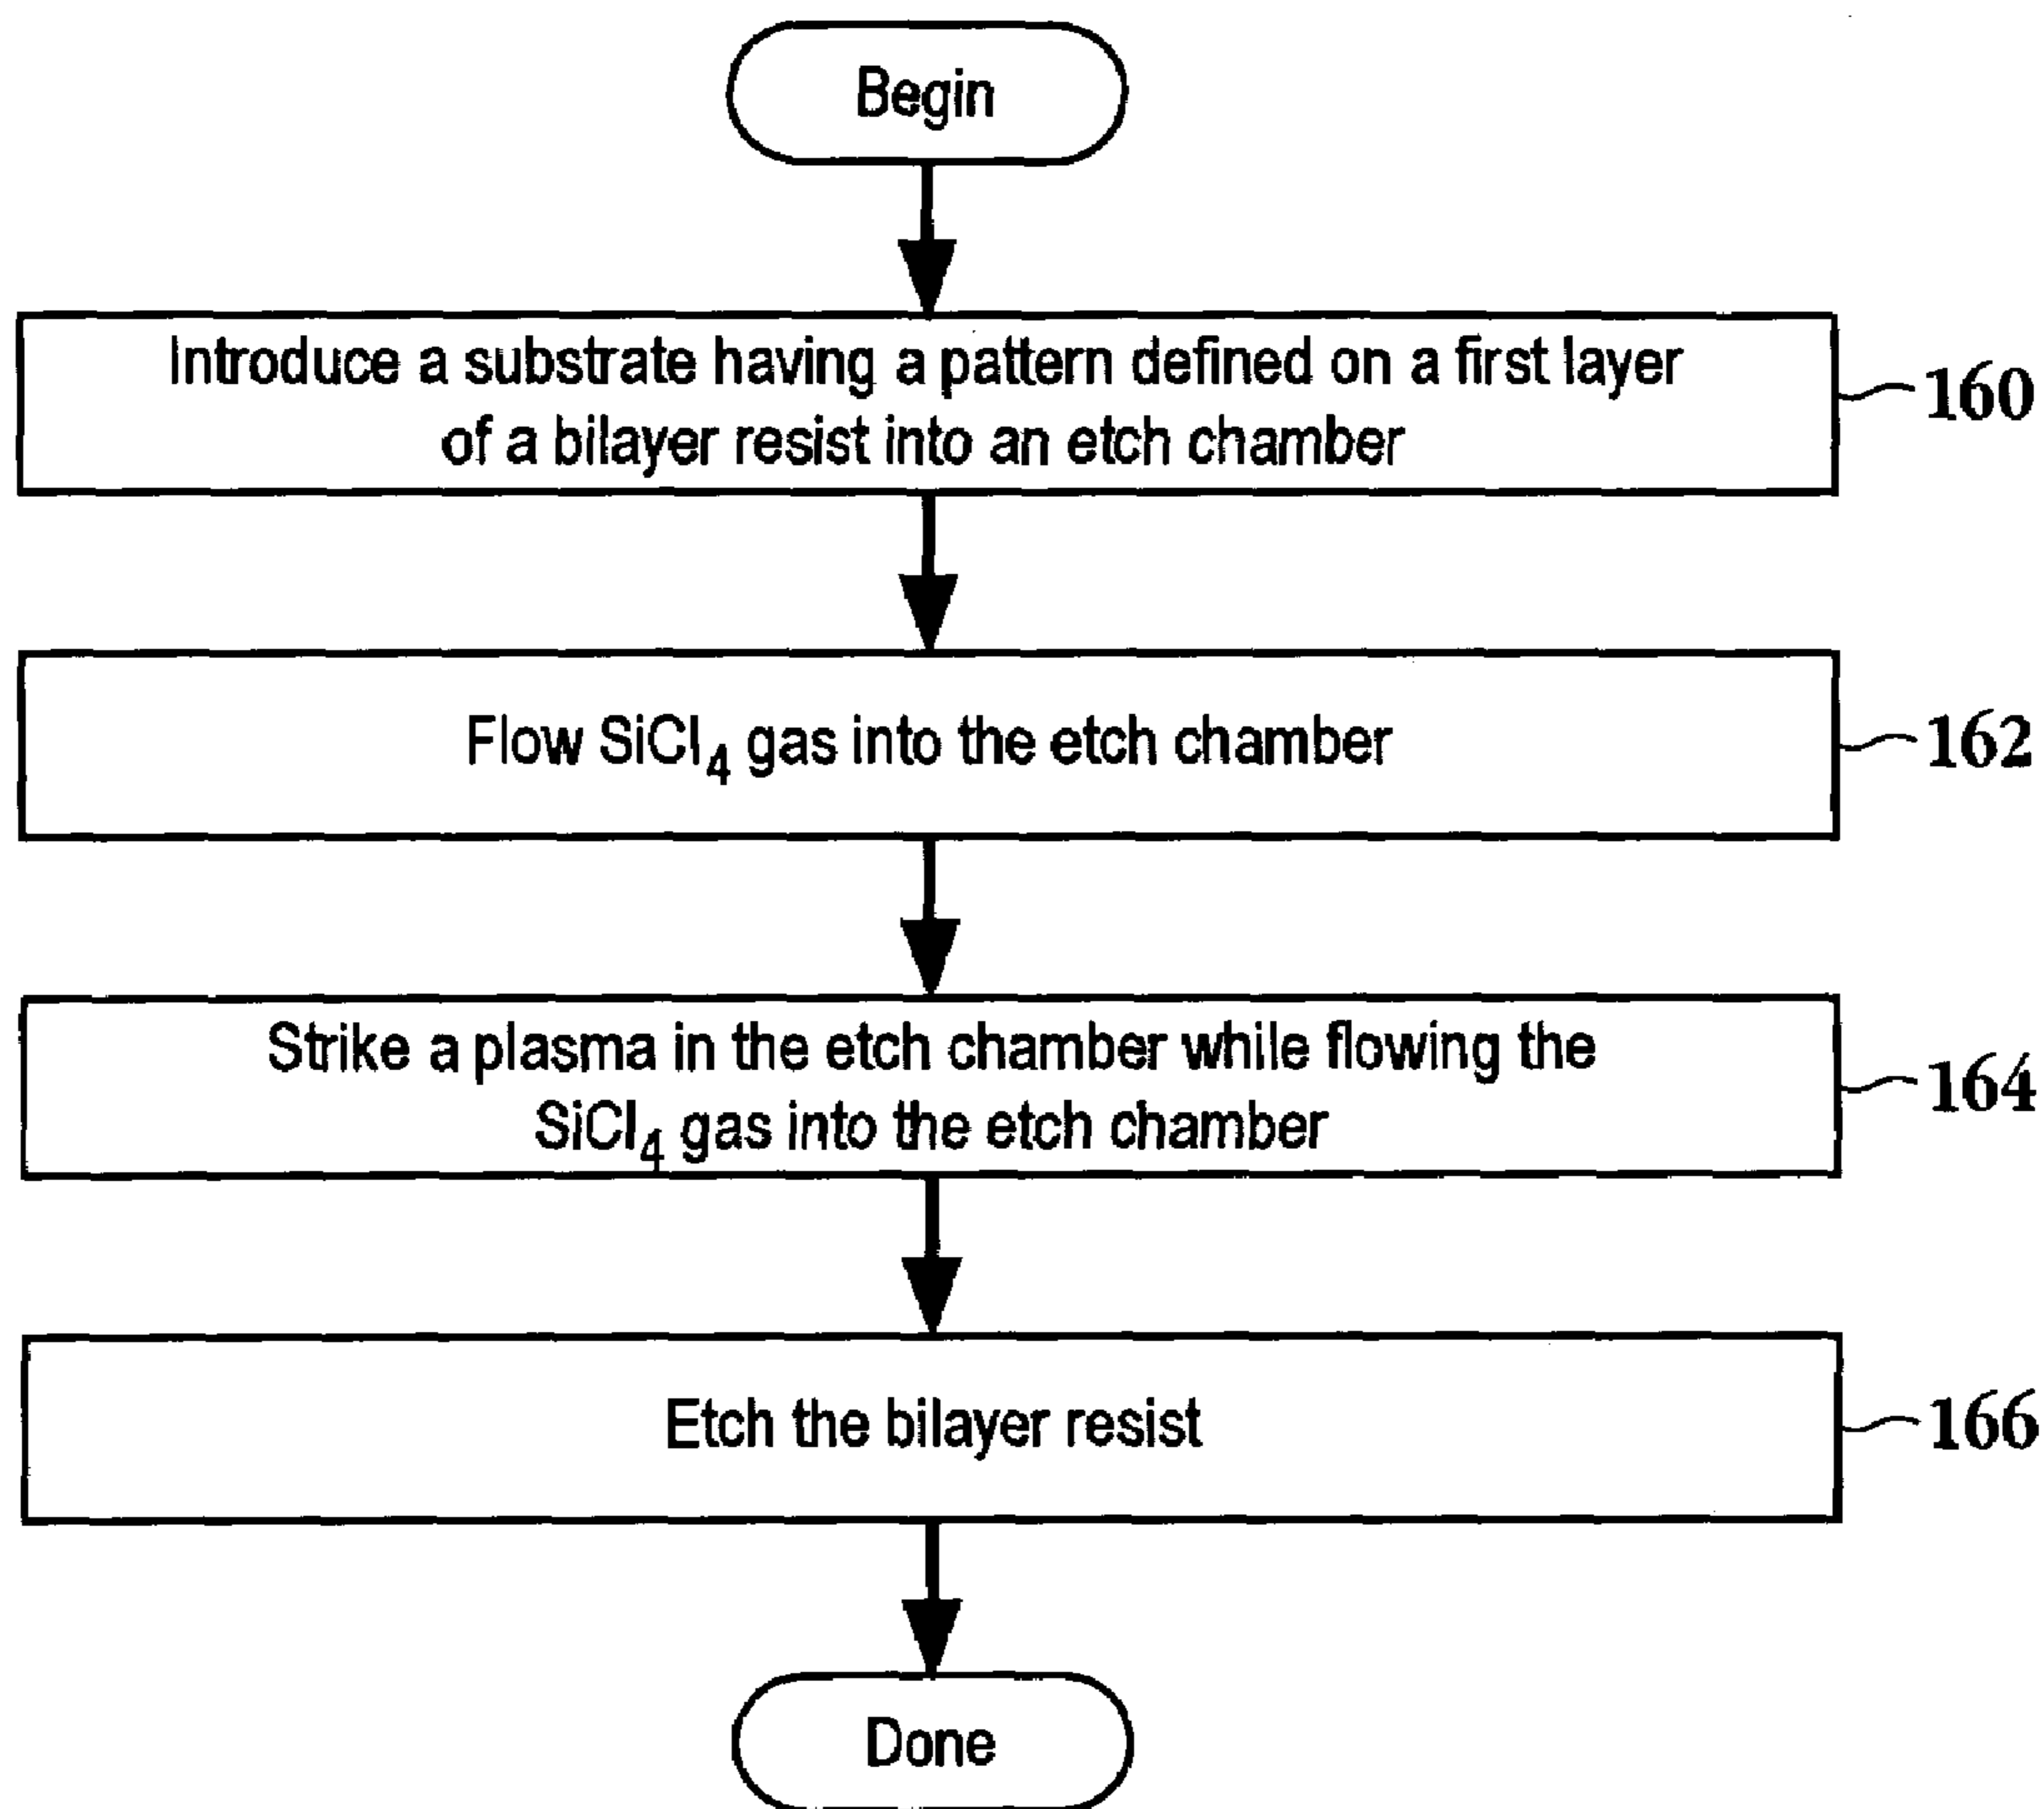 Begin
Introduce a substrate having a pattern defined on a first layer
of a bilayer resist into an etch chamber
160
Flow SiCl₄ gas into the etch chamber
162
Strike a plasma in the etch chamber while flowing the
SiCl₄ gas into the etch chamber
164
Etch the bilayer resist
166
Done